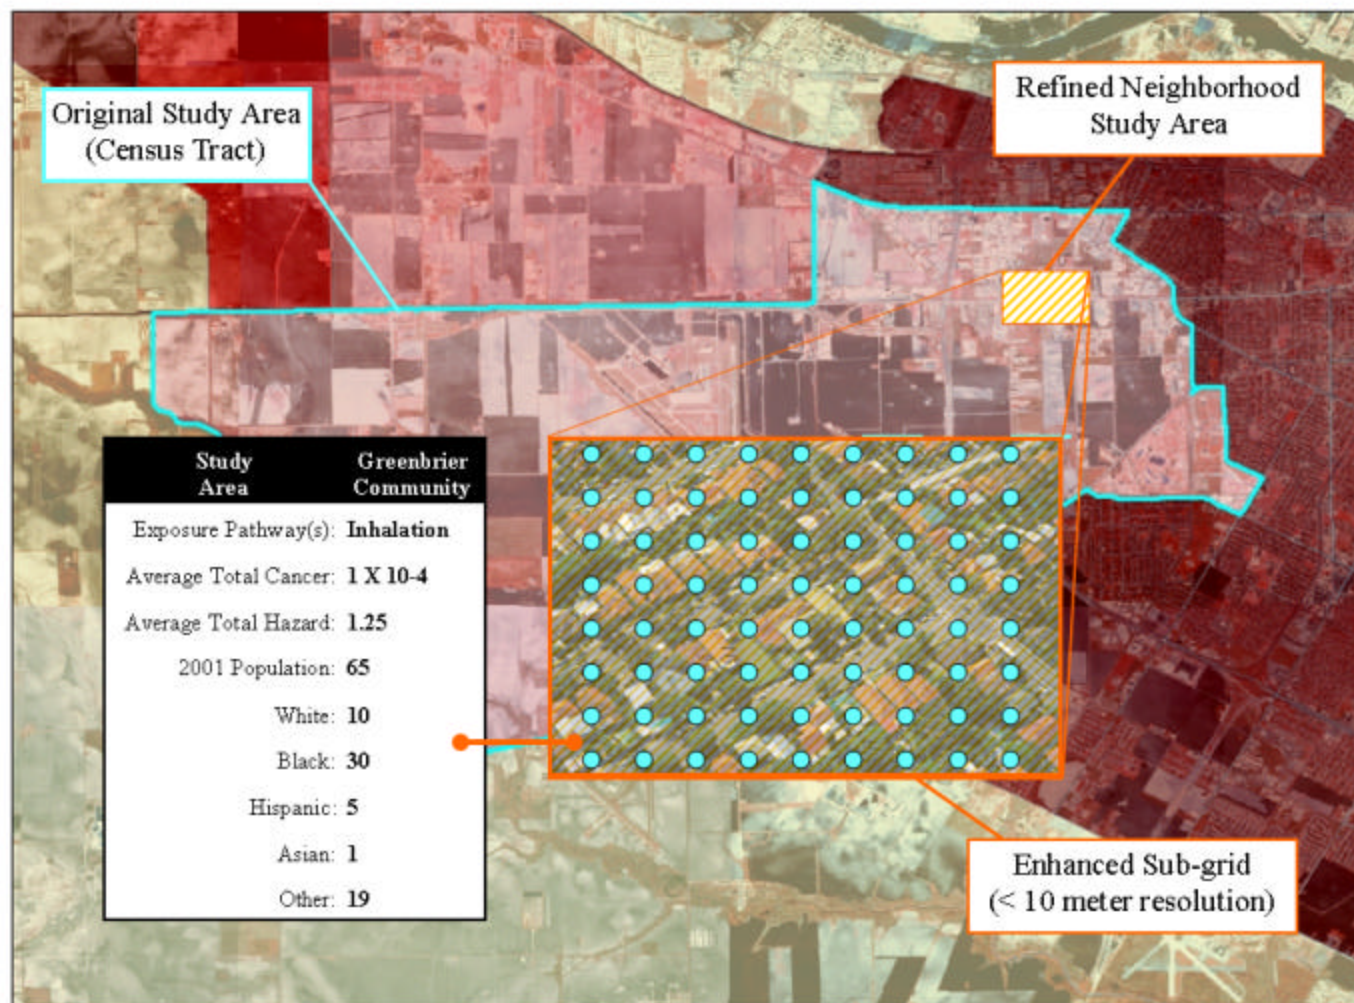 Original Study Area
(Census Tract)
Refined Neighborhood
Study Area
Study Greenbrier
Area Community
Exposure Pathway(s): Inhalation
Average Total Cancer: 1 X 10-4
Average Total Hazard: 1.25
2001 Population: 65
White: 10
Black: 30
Hispanic: 5
Asian: 1
Other: 19
Enhanced Sub-grid
(< 10 meter resolution)